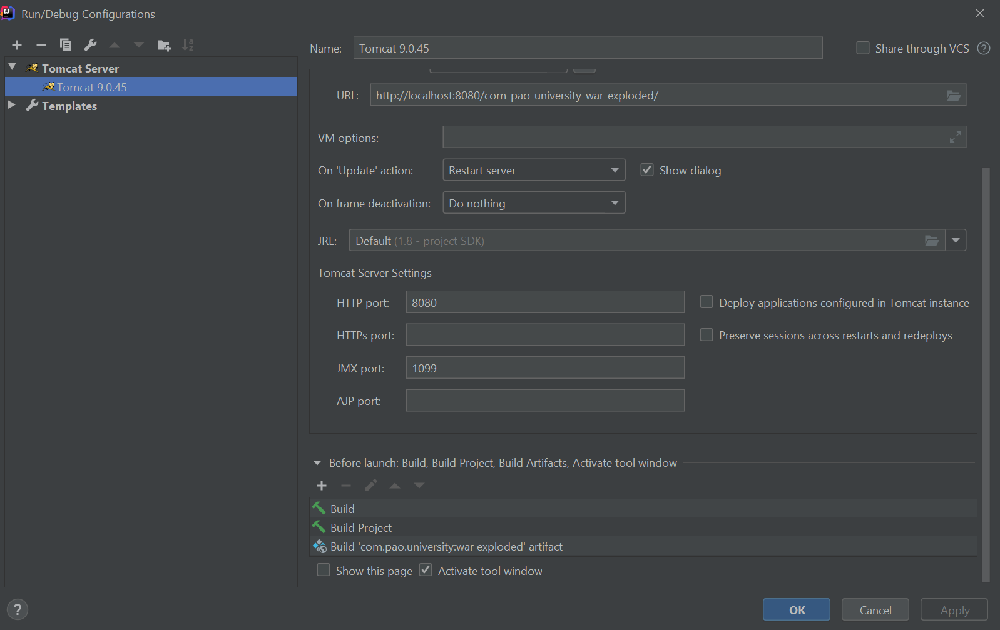 Run/Debug Configurations
Name: Tomcat 9.0.45 Share through VCS ?
Tomcat Server
Tomcat 9.0.45
Templates
URL: http://localhost:8080/com_pao_university_war_exploded/
VM options:
On 'Update' action: Restart server Show dialog
On frame deactivation: Do nothing
JRE: Default (1.8 - project SDK)
Tomcat Server Settings
HTTP port: 8080 Deploy applications configured in Tomcat instance
HTTPs port: Preserve sessions across restarts and redeploys
JMX port: 1099
AJP port:
Before launch: Build, Build Project, Build Artifacts, Activate tool window
Build
Build Project
Build 'com.pao.university:war exploded' artifact
Show this page Activate tool window
? OK Cancel Apply